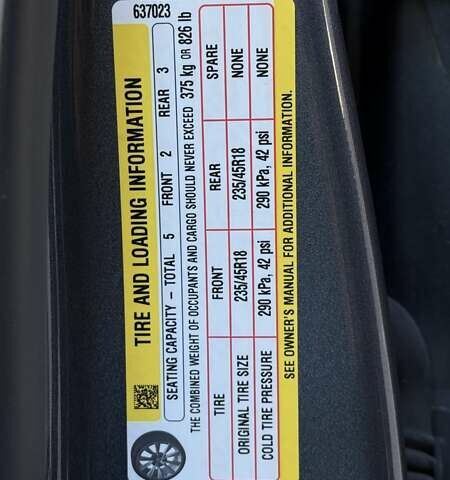 637023
TIRE AND LOADING INFORMATION
SEATING CAPACITY – TOTAL 5 FRONT 2 REAR 3
THE COMBINED WEIGHT OF OCCUPANTS AND CARGO SHOULD NEVER EXCEED 375 kg OR 826 lb
TIRE FRONT REAR SPARE
ORIGINAL TIRE SIZE 235/45R18 235/45R18 NONE
COLD TIRE PRESSURE 290 kPa, 42 psi 290 kPa, 42 psi NONE
SEE OWNER'S MANUAL FOR ADDITIONAL INFORMATION.